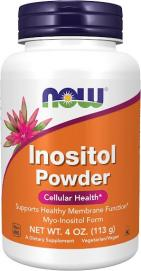 NOW
Inositol
Powder
Cellular Health*
Supports Healthy Membrane Function*
Myo-Inositol Form
NET WT. 4 OZ. (113 g)
A Dietary Supplement
Vegetarian/Vegan